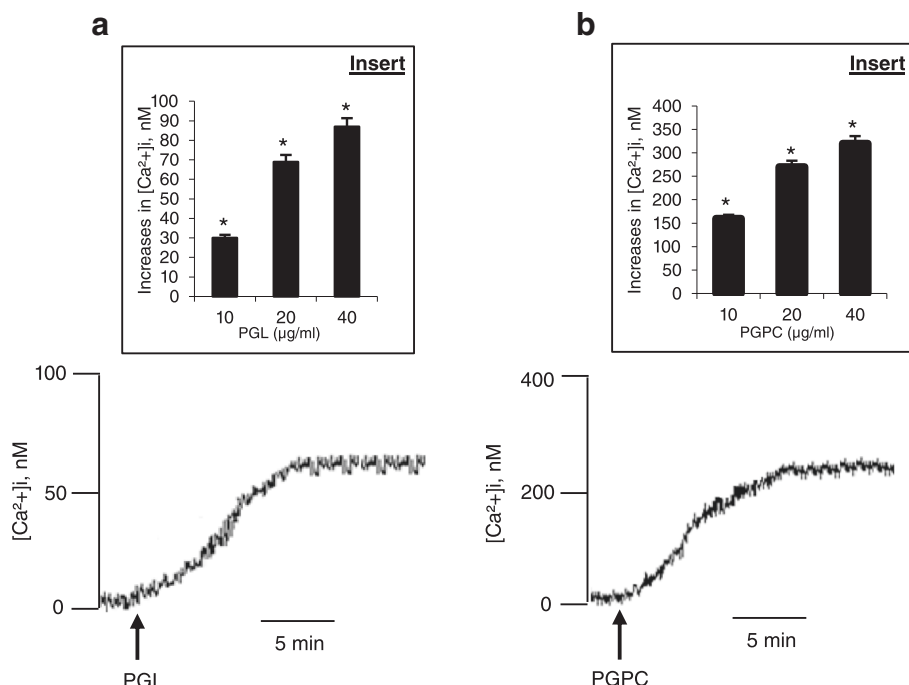 a
Insert
Increases in [Ca²+]i, nM
100
90
80
70
60
50
40
30
20
10
0
*
*
*
10 20 40
PGL (µg/ml)
100
50
0
[Ca²+]i, nM
5 min
PGL
b
Insert
Increases in [Ca²+]i, nM
400
350
300
250
200
150
100
50
0
*
*
*
10 20 40
PGPC (µg/ml)
400
200
0
[Ca²+]i, nM
5 min
PGPC